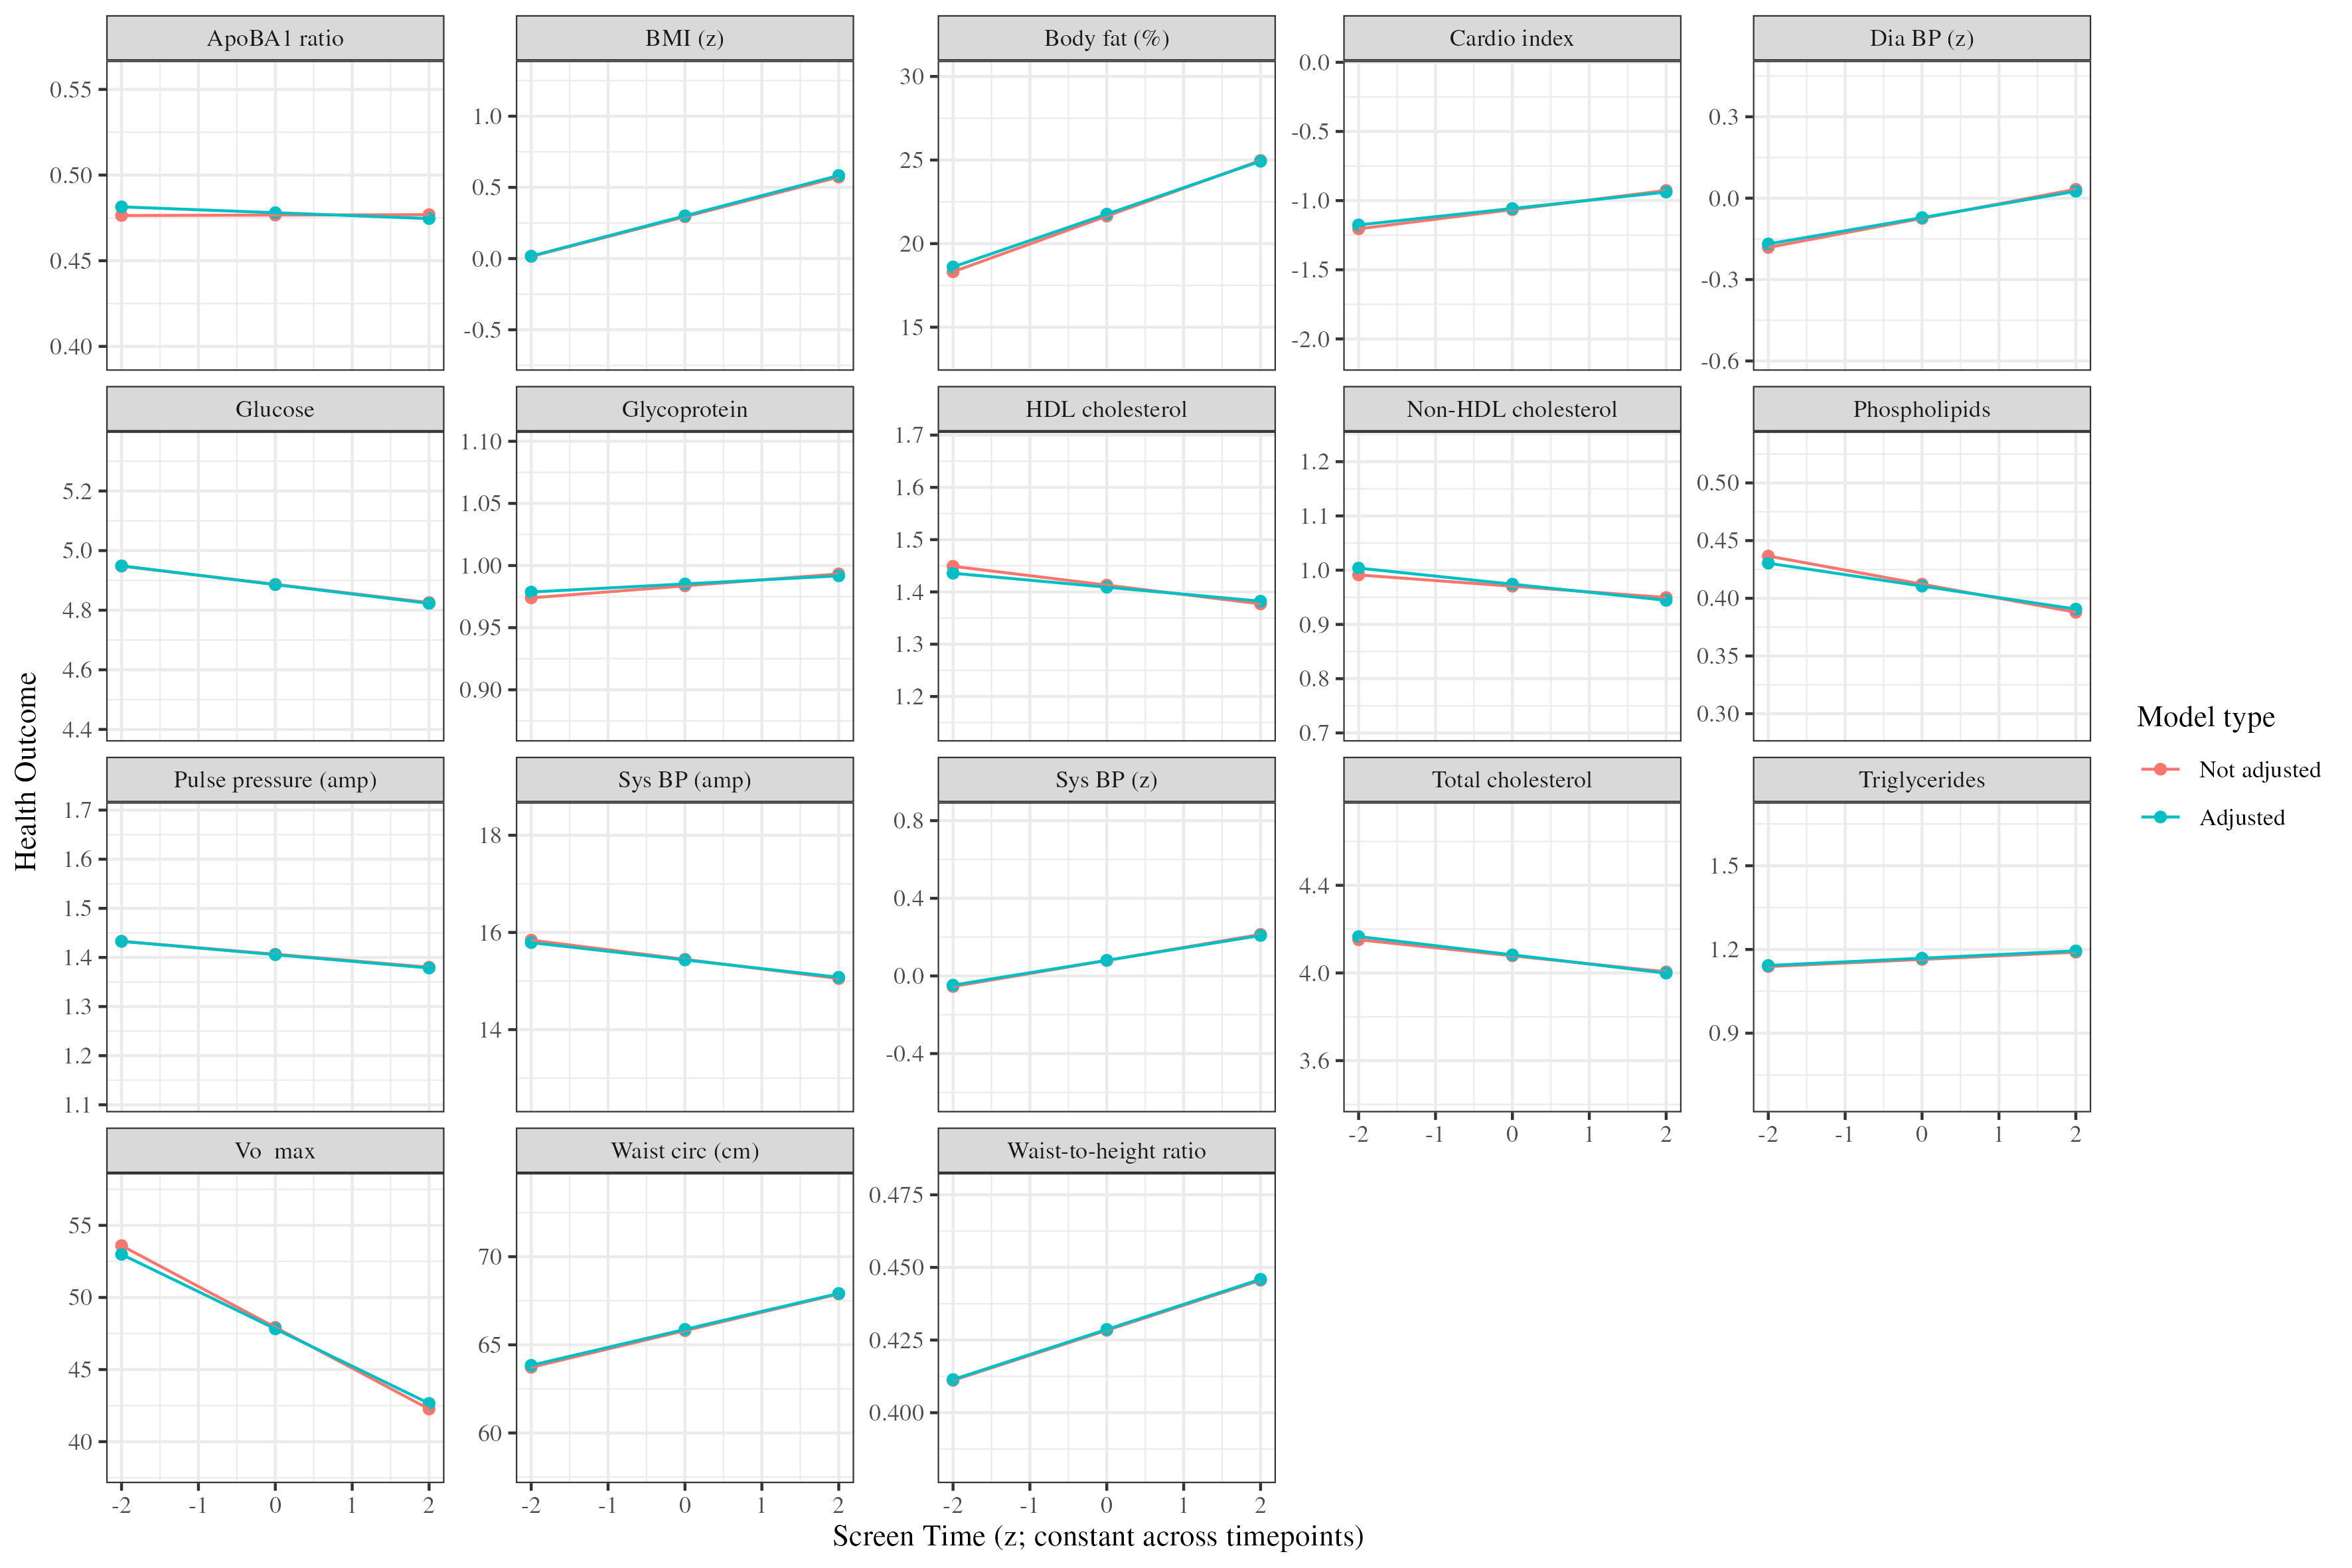 ApoBA1 ratio
BMI (z)
Body fat (%)
Cardio index
Dia BP (z)
0.55
0.50
0.45
0.40
1.0
0.5
0.0
-0.5
30
25
20
15
0.0
-0.5
-1.0
-1.5
-2.0
0.3
0.0
-0.3
-0.6
Glucose
Glycoprotein
HDL cholesterol
Non-HDL cholesterol
Phospholipids
5.2
5.0
4.8
4.6
4.4
1.10
1.05
1.00
0.95
0.90
1.7
1.6
1.5
1.4
1.3
1.2
1.2
1.1
1.0
0.9
0.8
0.7
0.50
0.45
0.40
0.35
0.30
Pulse pressure (amp)
Sys BP (amp)
Sys BP (z)
Total cholesterol
Triglycerides
1.7
1.6
1.5
1.4
1.3
1.2
1.1
18
16
14
0.8
0.4
0.0
-0.4
4.4
4.0
3.6
1.5
1.2
0.9
-2 -1 0 1 2
-2 -1 0 1 2
Vo max
Waist circ (cm)
Waist-to-height ratio
55
50
45
40
70
65
60
0.475
0.450
0.425
0.400
-2 -1 0 1 2
-2 -1 0 1 2
-2 -1 0 1 2
Screen Time (z; constant across timepoints)
Health Outcome
Model type
Not adjusted
Adjusted